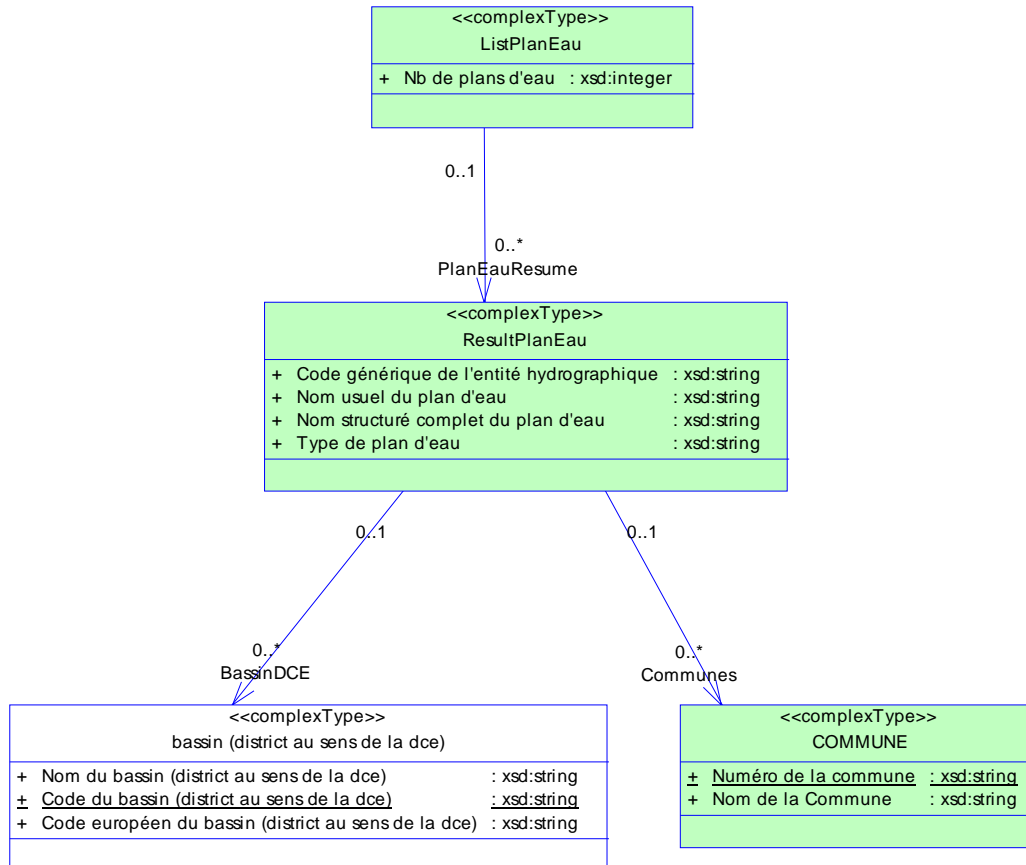 <<complexType>>
ListPlanEau
+ Nb de plans d'eau : xsd:integer
0..1
0..*
PlanEauResume
<<complexType>>
ResultPlanEau
+ Code générique de l'entité hydrographique : xsd:string
+ Nom usuel du plan d'eau : xsd:string
+ Nom structuré complet du plan d'eau : xsd:string
+ Type de plan d'eau : xsd:string
0..1
0..1
0..*
BassinDCE
0..*
Communes
<<complexType>>
bassin (district au sens de la dce)
+ Nom du bassin (district au sens de la dce) : xsd:string
+ Code du bassin (district au sens de la dce) : xsd:string
+ Code européen du bassin (district au sens de la dce) : xsd:string
<<complexType>>
COMMUNE
+ Numéro de la commune : xsd:string
+ Nom de la Commune : xsd:string